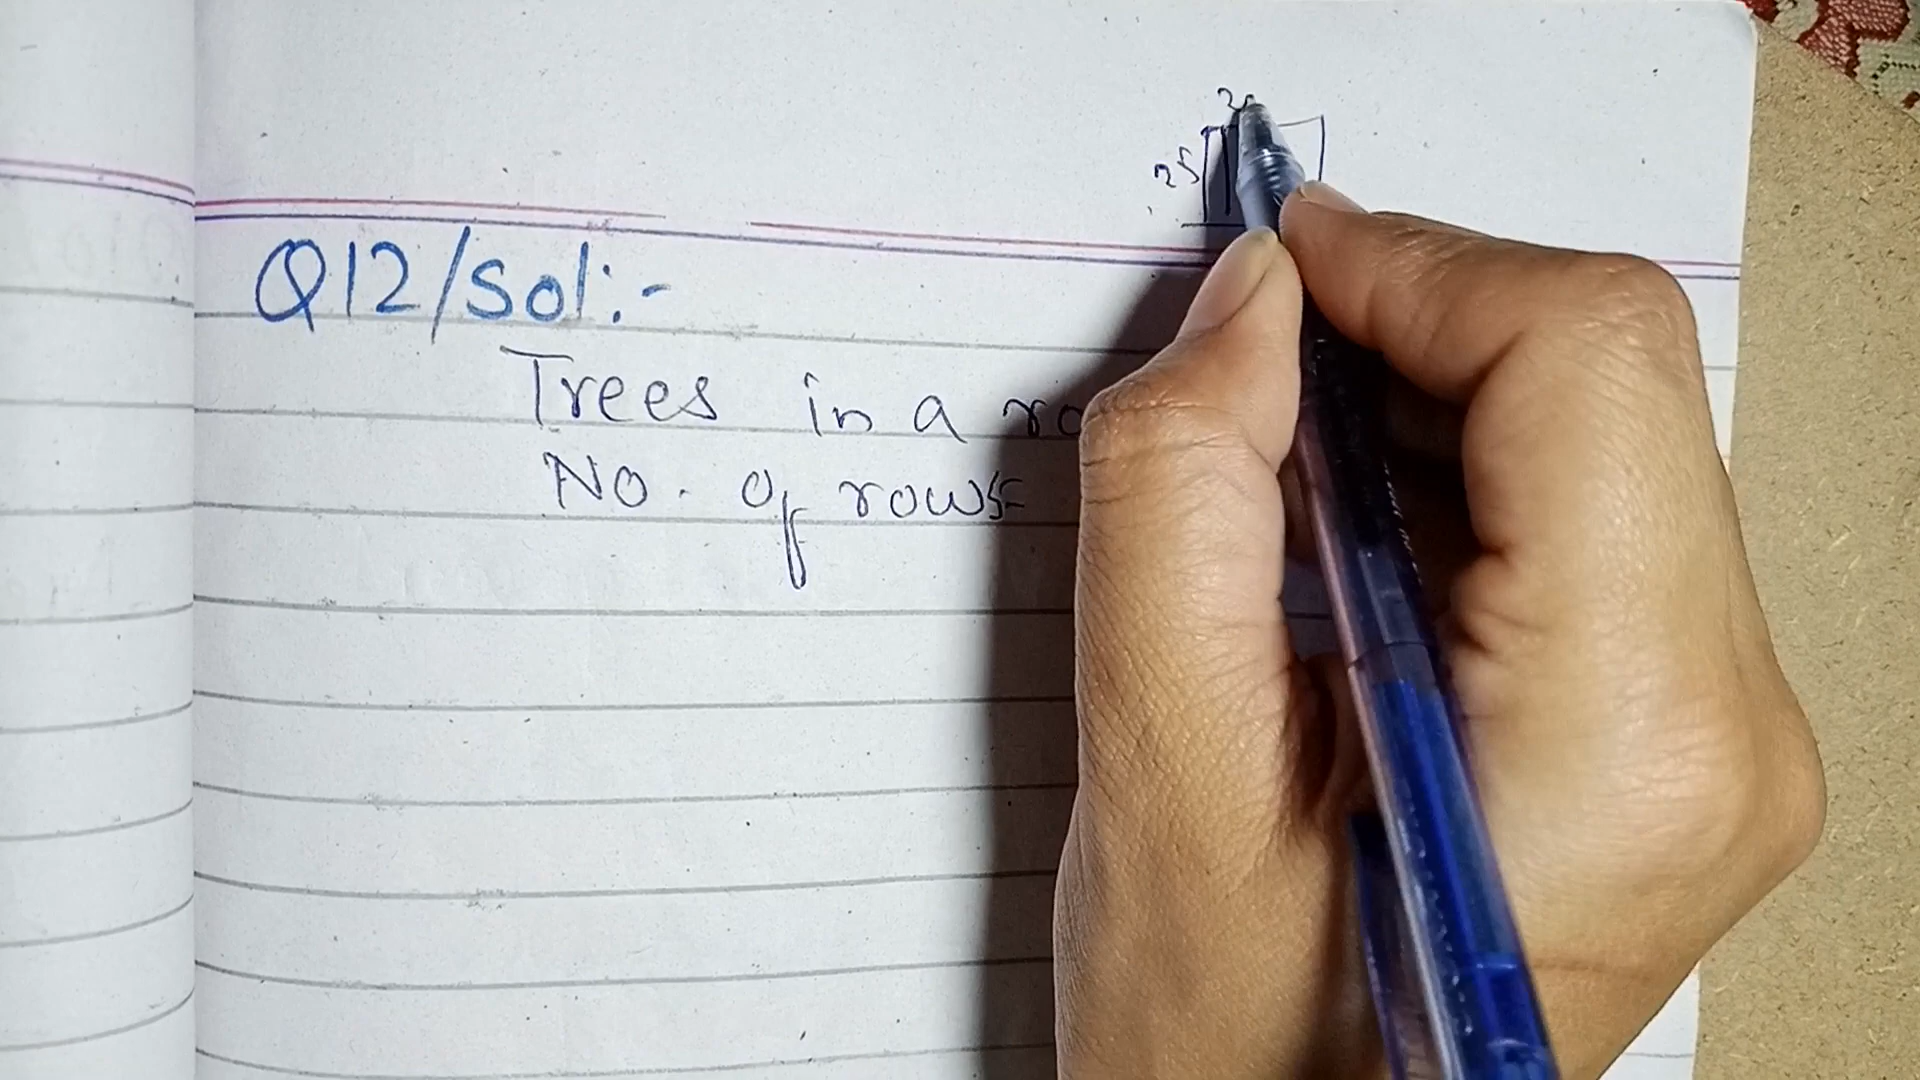 25
Q12/Sol:-
Trees in a
No. of rows=